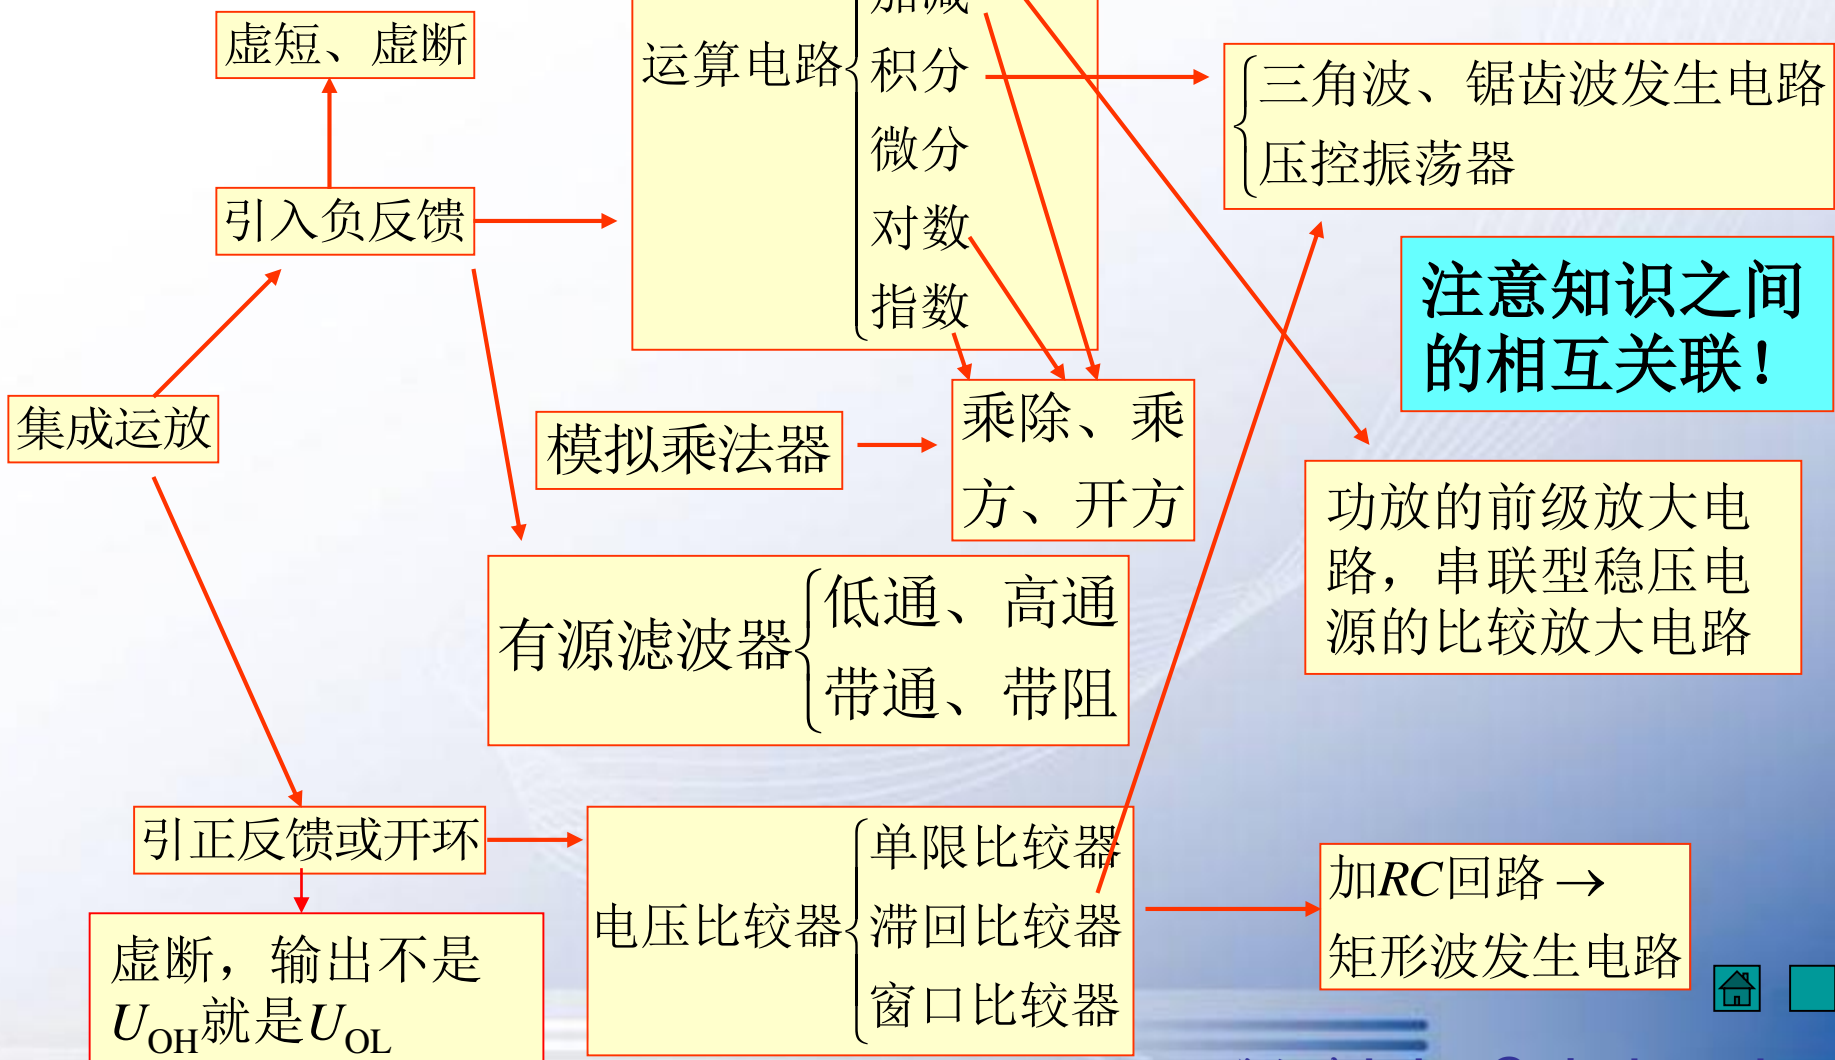 加减
虚短、虚断
运算电路
积分
三角波、锯齿波发生电路
微分
压控振荡器
引入负反馈
对数
注意知识之间
的相互关联！
指数
集成运放
模拟乘法器
乘除、乘
方、开方
功放的前级放大电
路，串联型稳压电
源的比较放大电路
有源滤波器
低通、高通
带通、带阻
引正反馈或开环
电压比较器
单限比较器
滞回比较器
窗口比较器
加RC回路→
矩形波发生电路
虚断，输出不是
UOH就是UOL